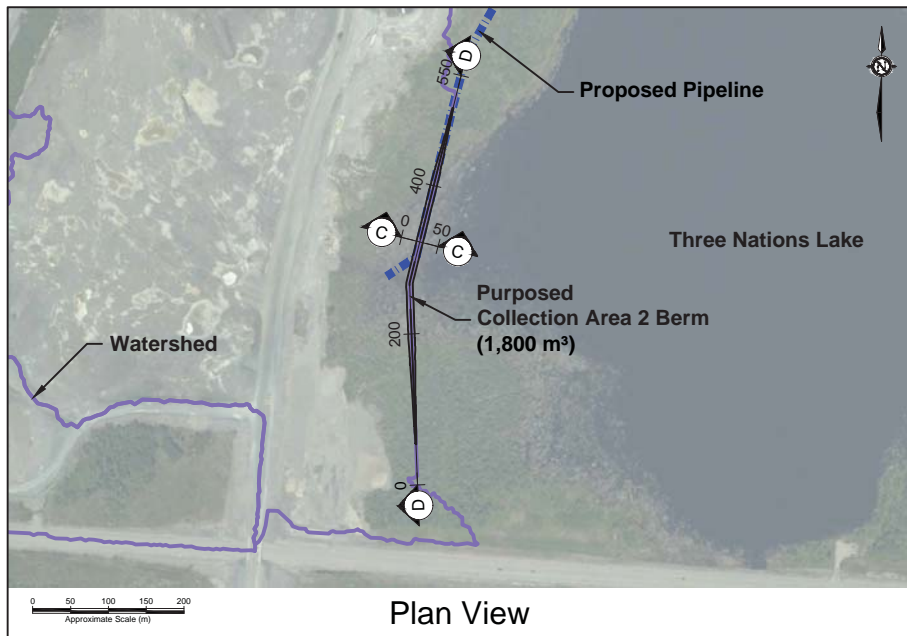 D
550
Proposed Pipeline
N
400
C
0
50
C
Three Nations Lake
Purposed
Collection Area 2 Berm
(1,800 m³)
200
Watershed
0
D
0 50 100 150 200
Approximate Scale (m)
Plan View